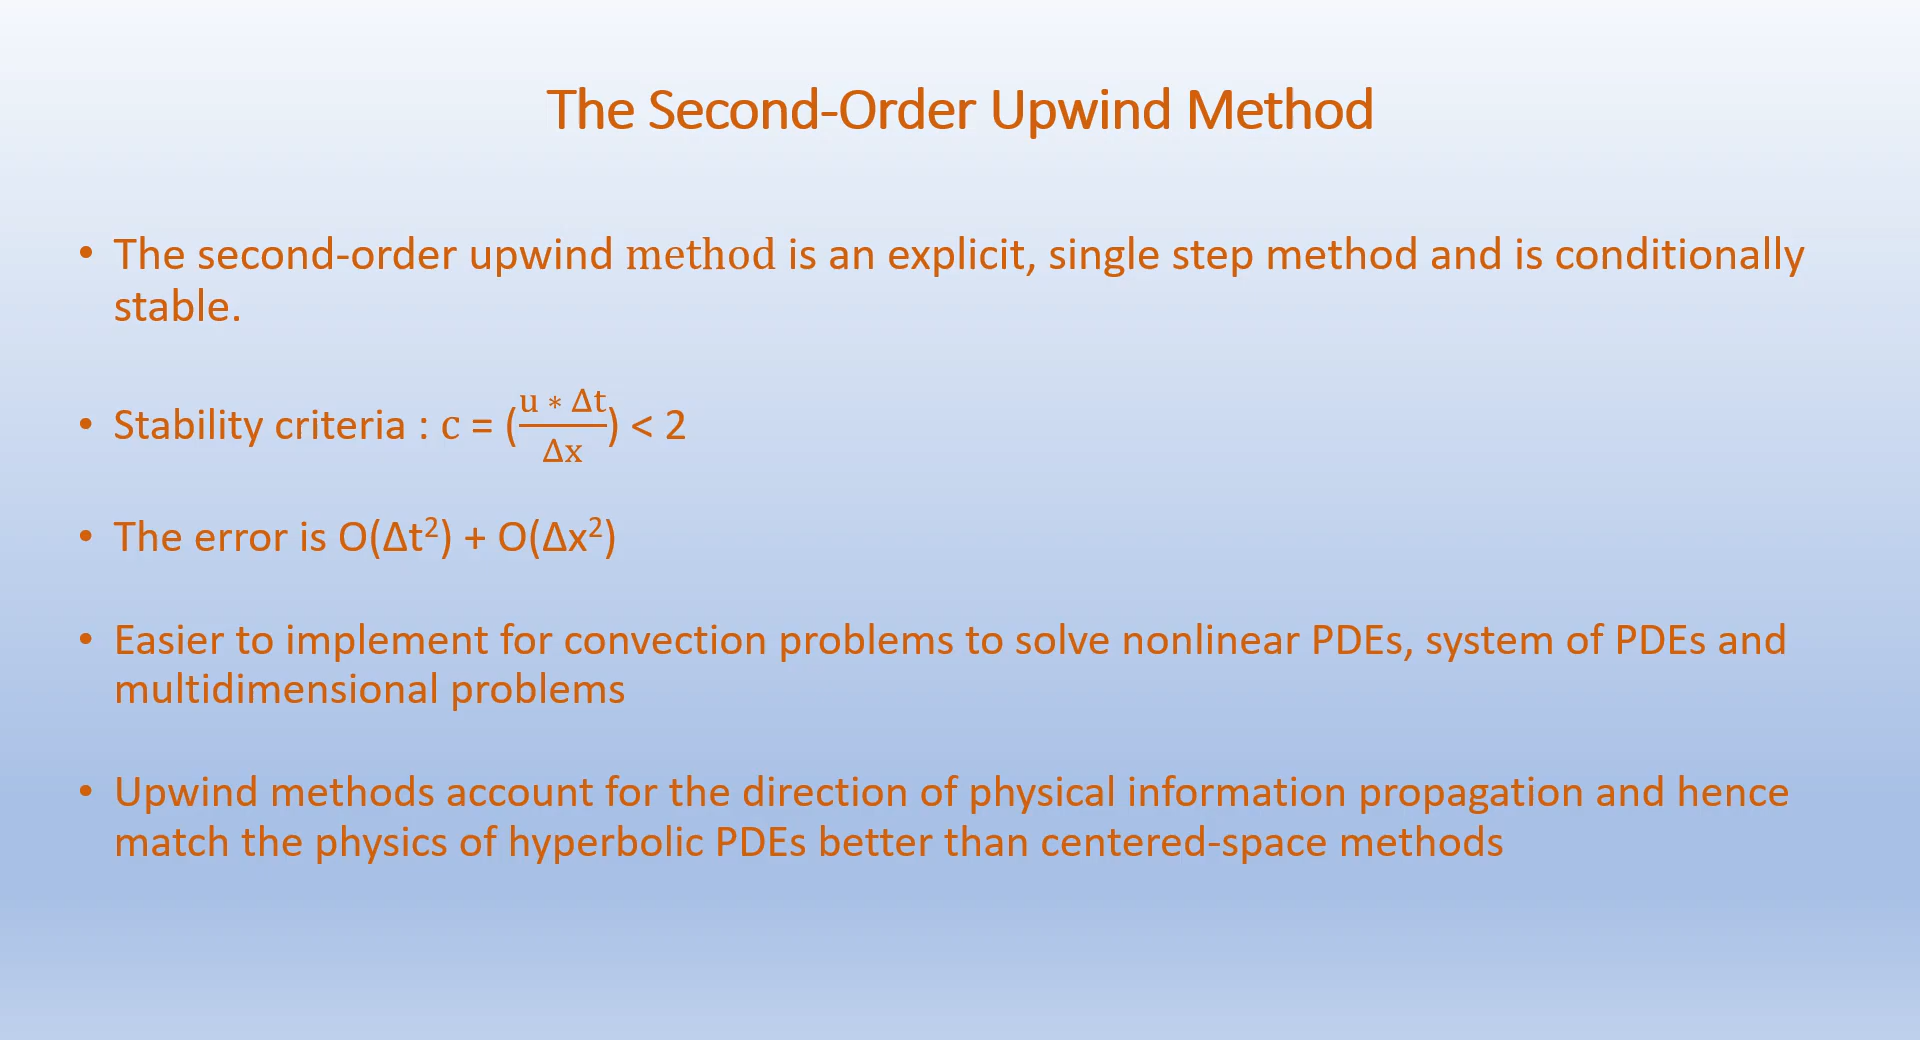 The Second-Order Upwind Method
• The second-order upwind method is an explicit, single step method and is conditionally
stable.
• Stability criteria : c = (u ∗ Δt / Δx) < 2
• The error is O(Δt²) + O(Δx²)
• Easier to implement for convection problems to solve nonlinear PDEs, system of PDEs and
multidimensional problems
• Upwind methods account for the direction of physical information propagation and hence
match the physics of hyperbolic PDEs better than centered-space methods